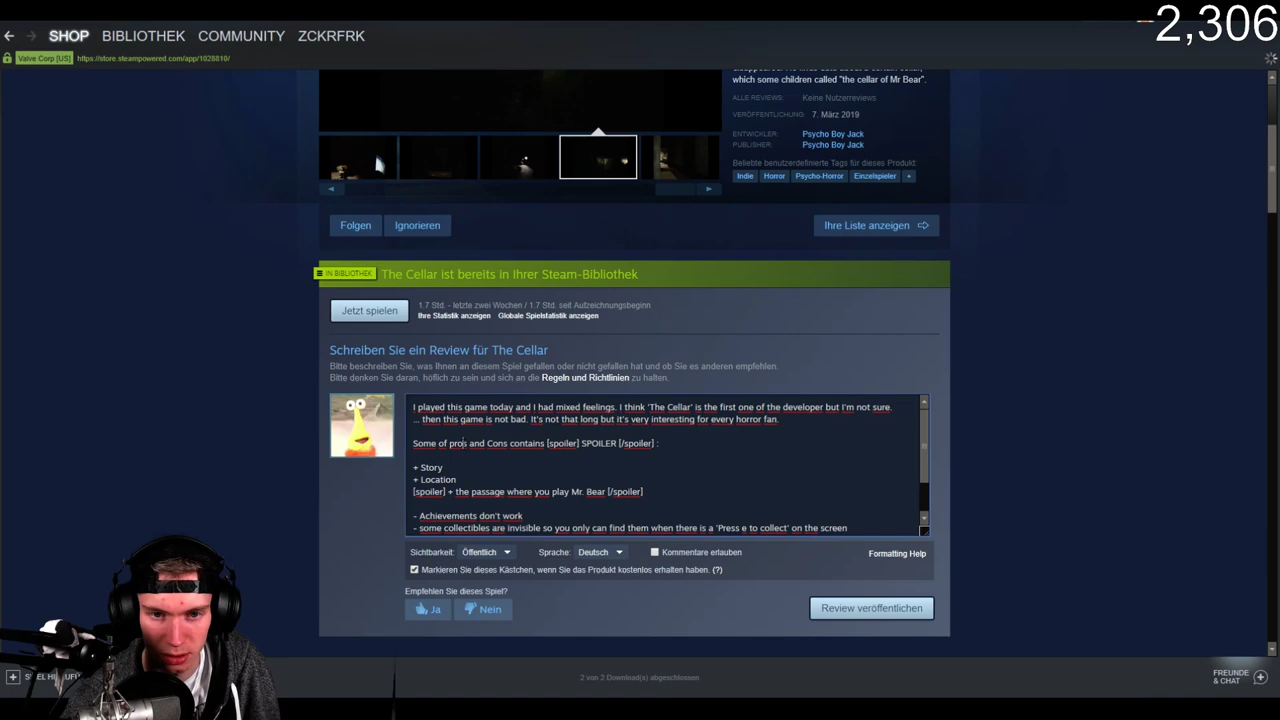 2,306
SHOP BIBLIOTHEK COMMUNITY ZCKRFRK
Valve Corp [US] https://store.steampowered.com/app/1028810/
which some children called "the cellar of Mr Bear".
ALLE REVIEWS: Keine Nutzerreviews
VERÖFFENTLICHUNG: 7. März 2019
ENTWICKLER: Psycho Boy Jack
PUBLISHER: Psycho Boy Jack
Beliebte benutzerdefinierte Tags für dieses Produkt:
Indie Horror Psycho-Horror Einzelspieler +
Folgen Ignorieren Ihre Liste anzeigen
IN BIBLIOTHEK The Cellar ist bereits in Ihrer Steam-Bibliothek
Jetzt spielen 1.7 Std. - letzte zwei Wochen / 1.7 Std. seit Aufzeichnungsbeginn
Ihre Statistik anzeigen Globale Spielstatistik anzeigen
Schreiben Sie ein Review für The Cellar
Bitte beschreiben Sie, was Ihnen an diesem Spiel gefallen oder nicht gefallen hat und ob Sie es anderen empfehlen.
Bitte denken Sie daran, höflich zu sein und sich an die Regeln und Richtlinien zu halten.
I played this game today and I had mixed feelings. I think 'The Cellar' is the first one of the developer but I'm not sure.
... then this game is not bad. It's not that long but it's very interesting for every horror fan.
Some of pros and Cons contains [spoiler] SPOILER [/spoiler] :
+ Story
+ Location
[spoiler] + the passage where you play Mr. Bear [/spoiler]
- Achievements don't work
- some collectibles are invisible so you only can find them when there is a 'Press e to collect' on the screen
Sichtbarkeit: Öffentlich Sprache: Deutsch Kommentare erlauben Formatting Help
Markieren Sie dieses Kästchen, wenn Sie das Produkt kostenlos erhalten haben. (?)
Empfehlen Sie dieses Spiel?
Ja Nein Review veröffentlichen
2 von 2 Download(s) abgeschlossen
FREUNDE
& CHAT